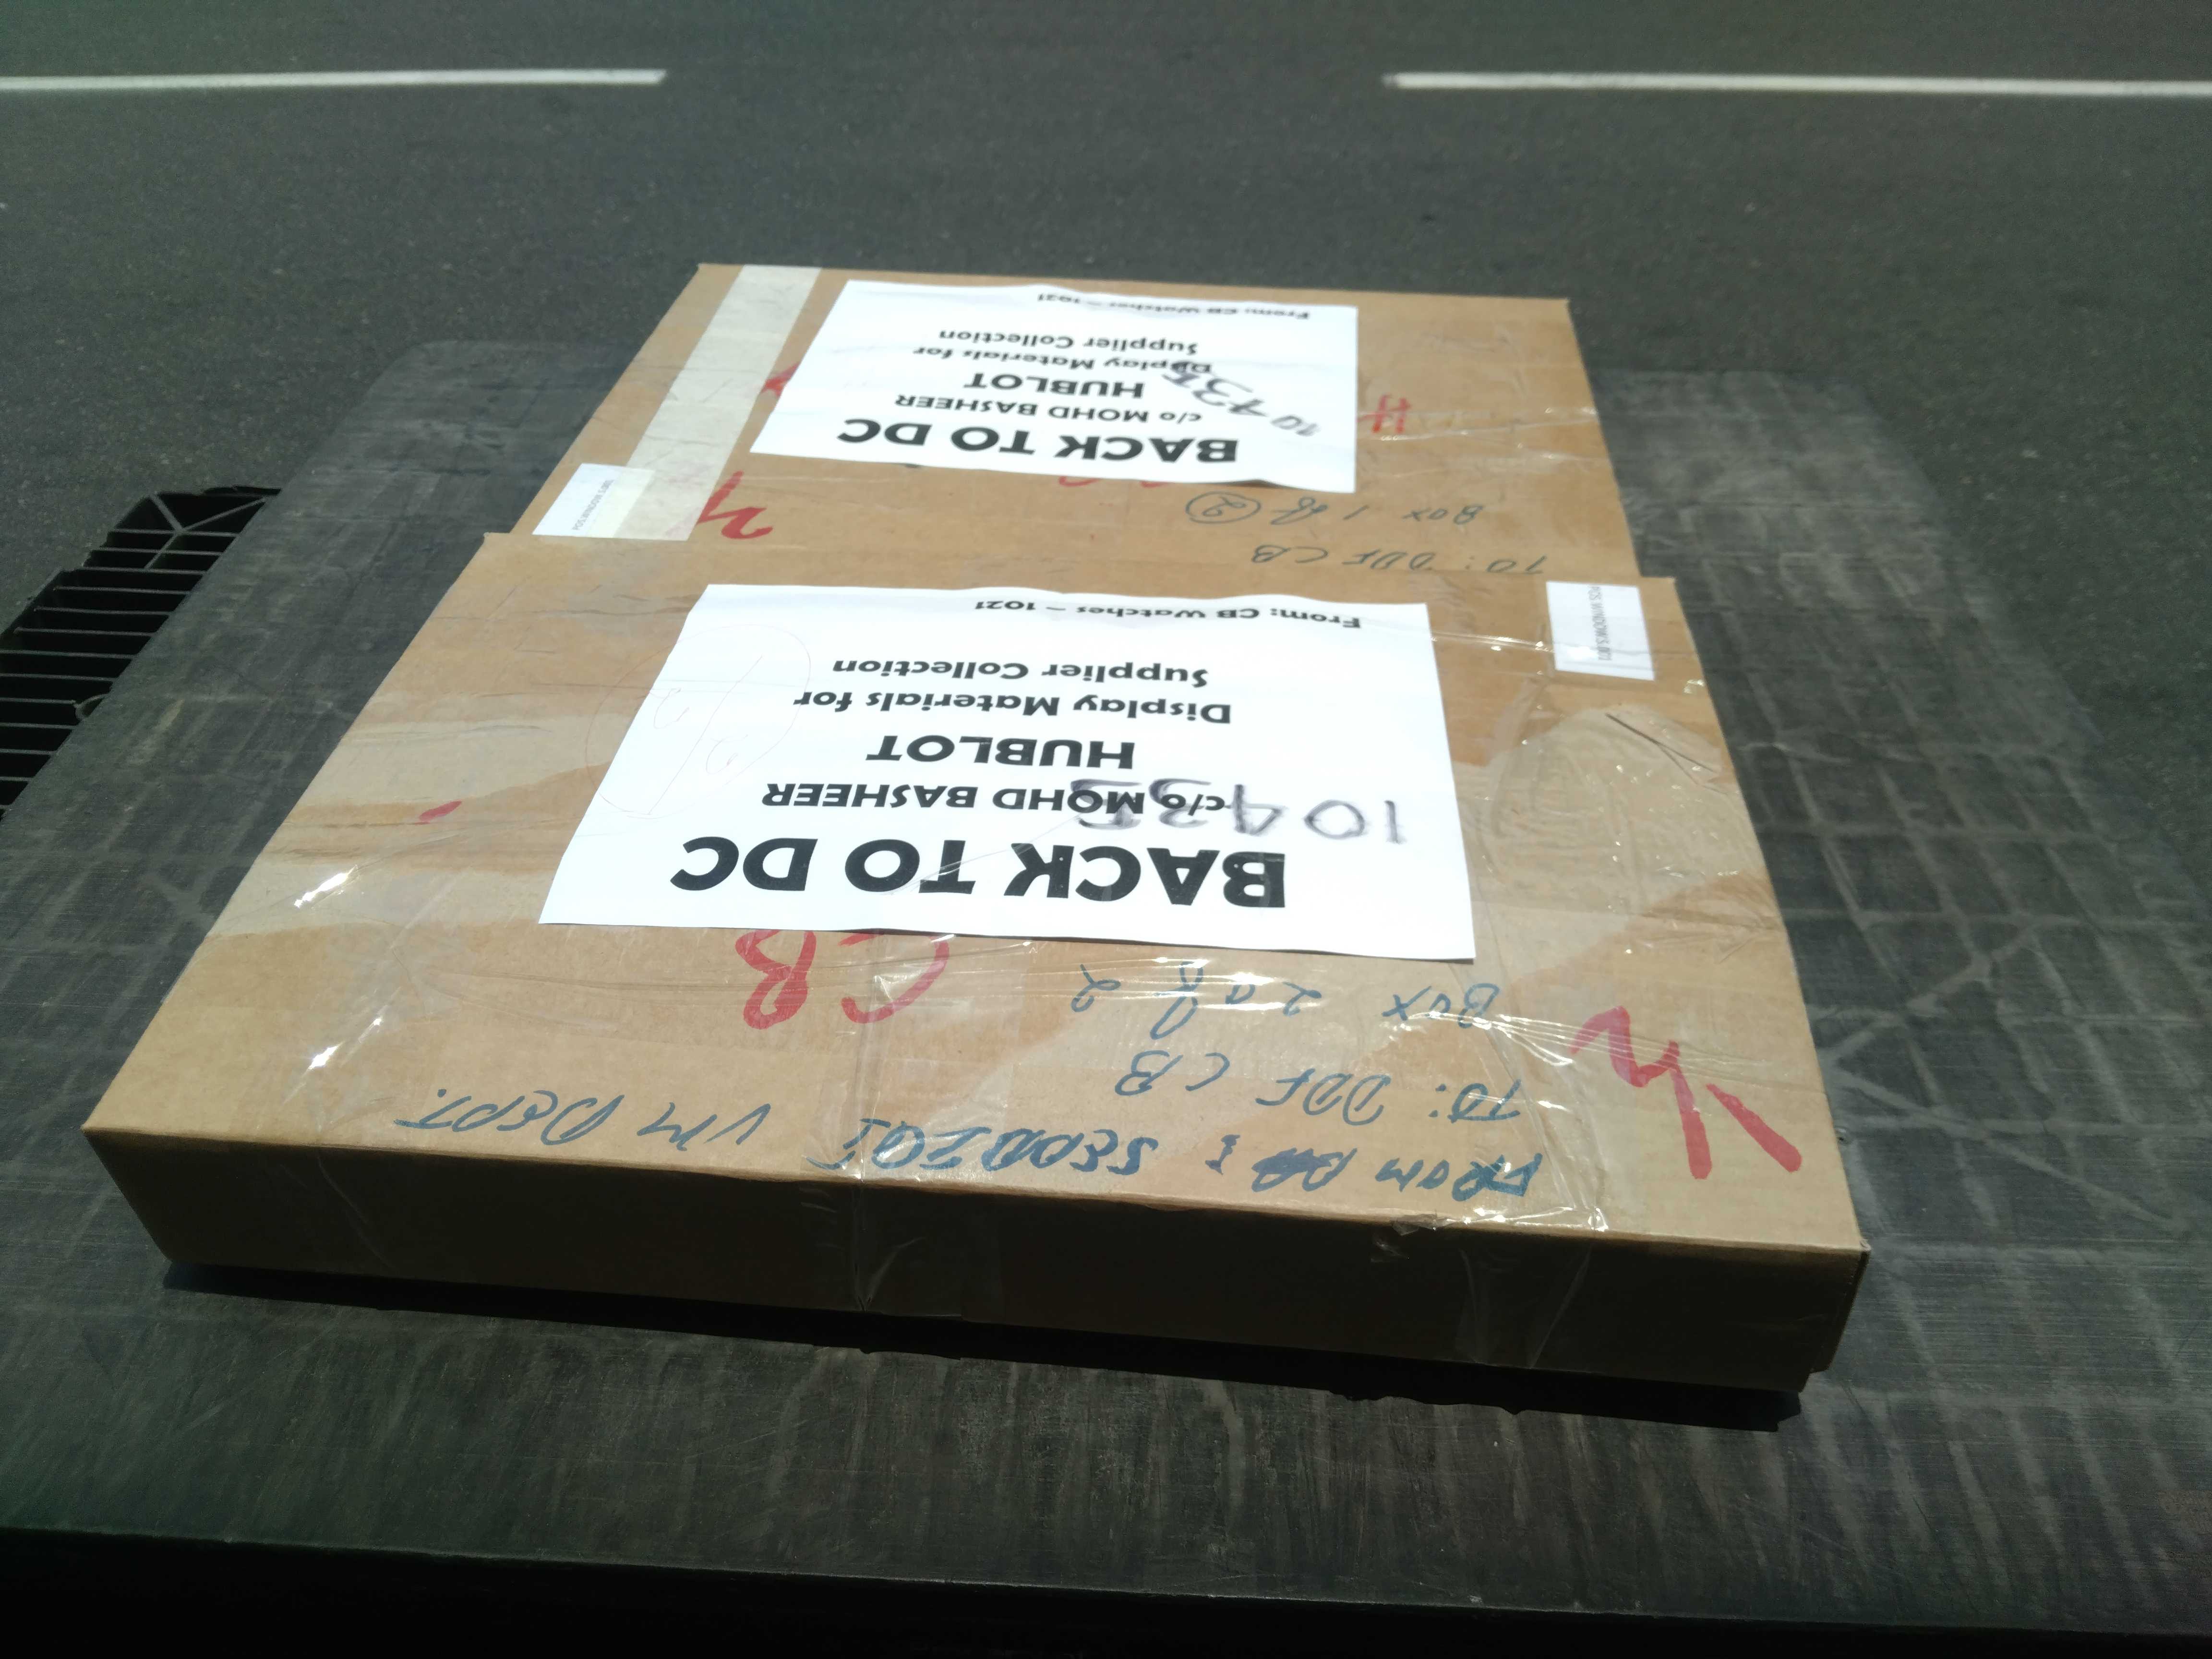 BACK TO DC
c/o MOHD BASHEER
HUBLOT
Display Materials for
Supplier Collection
From: CB Watches – 1021
TO: DDF CB
BOX 1 of 2
BACK TO DC
c/o MOHD BASHEER
HUBLOT
Display Materials for
Supplier Collection
From: CB Watches – 1021
FROM
VM DEPT.
TO: DDF CB
BOX 2 of 2
CB